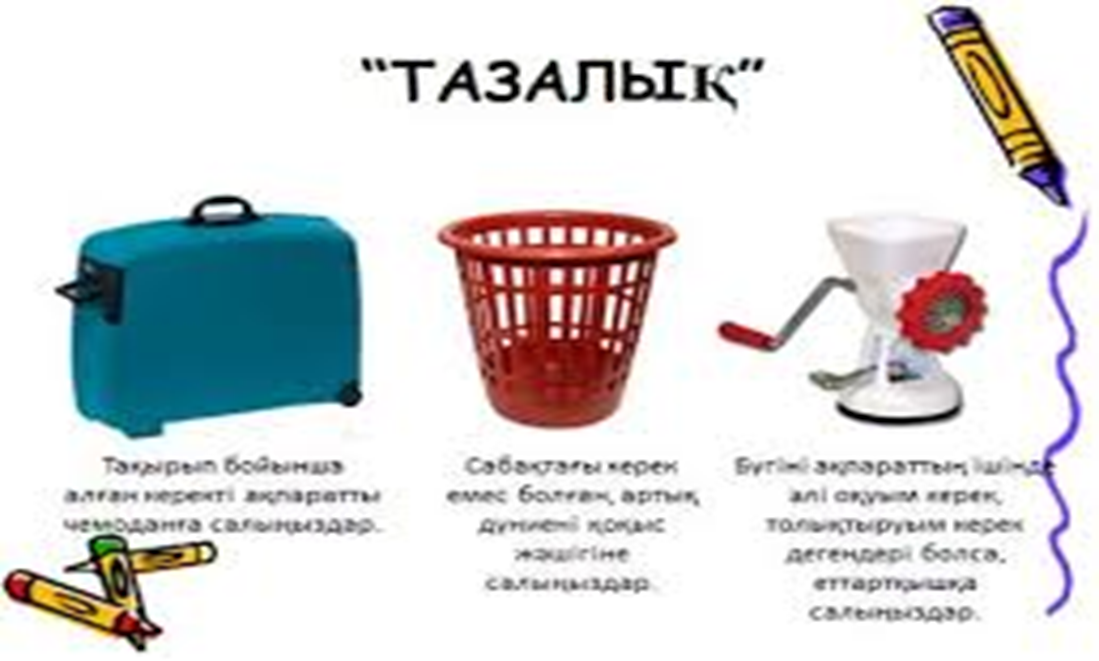 "ТАЗАЛЫҚ"
Тақырып бойынша
алған керекті ақпаратты
чемоданға салыңыздар.
Сабақтағы керек
емес болған, артық
дүниені қоқыс
жәшігіне
салыңыздар.
Бүгінгі ақпараттың ішінде
әлі оқуым керек,
толықтыруым керек
дегендері болса,
еттартқышқа
салыңыздар.